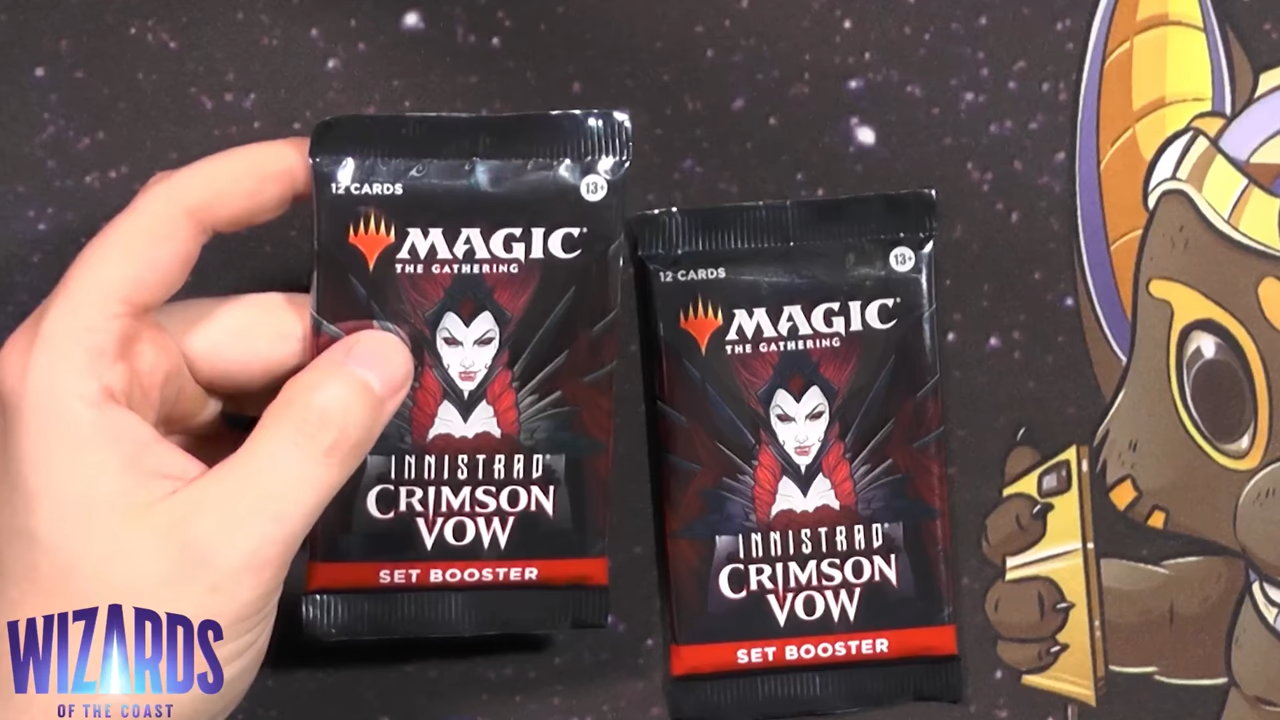 12 CARDS
13+
MAGIC
THE GATHERING
INNISTRAD
CRIMSON
VOW
SET BOOSTER
12 CARDS
13+
MAGIC
THE GATHERING
INNISTRAD
CRIMSON
VOW
SET BOOSTER
WIZARDS
OF THE COAST